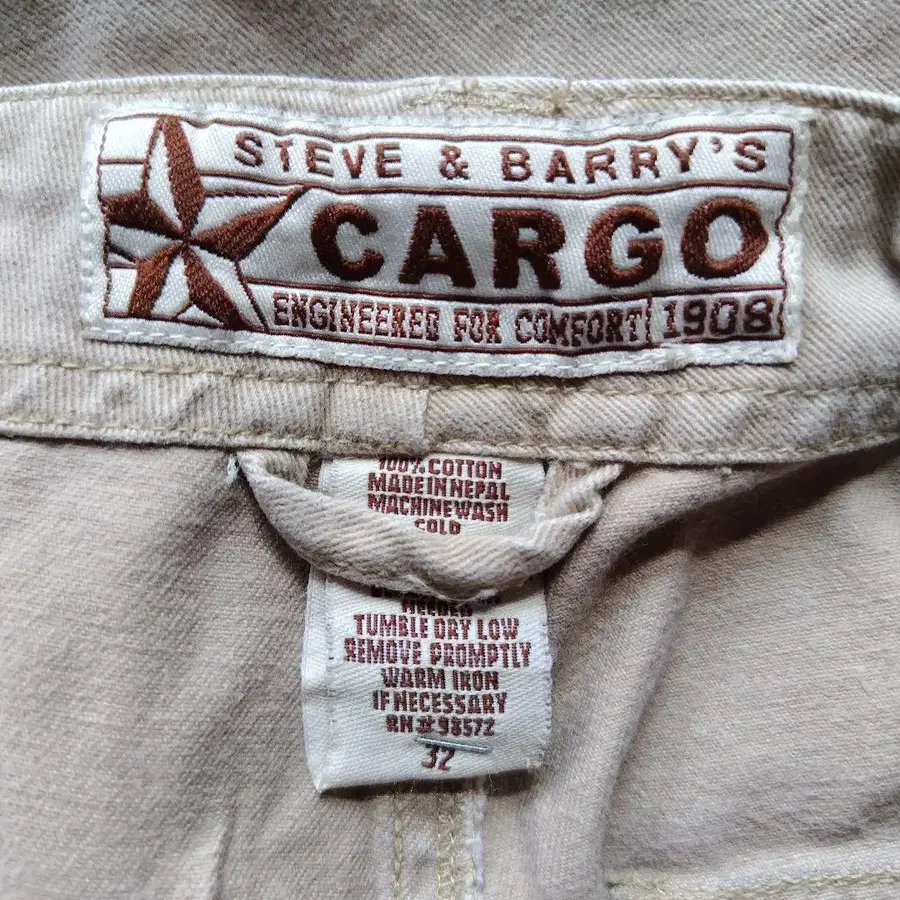 STEVE & BARRY'S
CARGO
ENGINEERED FOR COMFORT 1908
100% COTTON
MADE IN NEPAL
MACHINE WASH
COLD
NEEDED
TUMBLE DRY LOW
REMOVE PROMPTLY
WARM IRON
IF NECESSARY
RN#98572
32